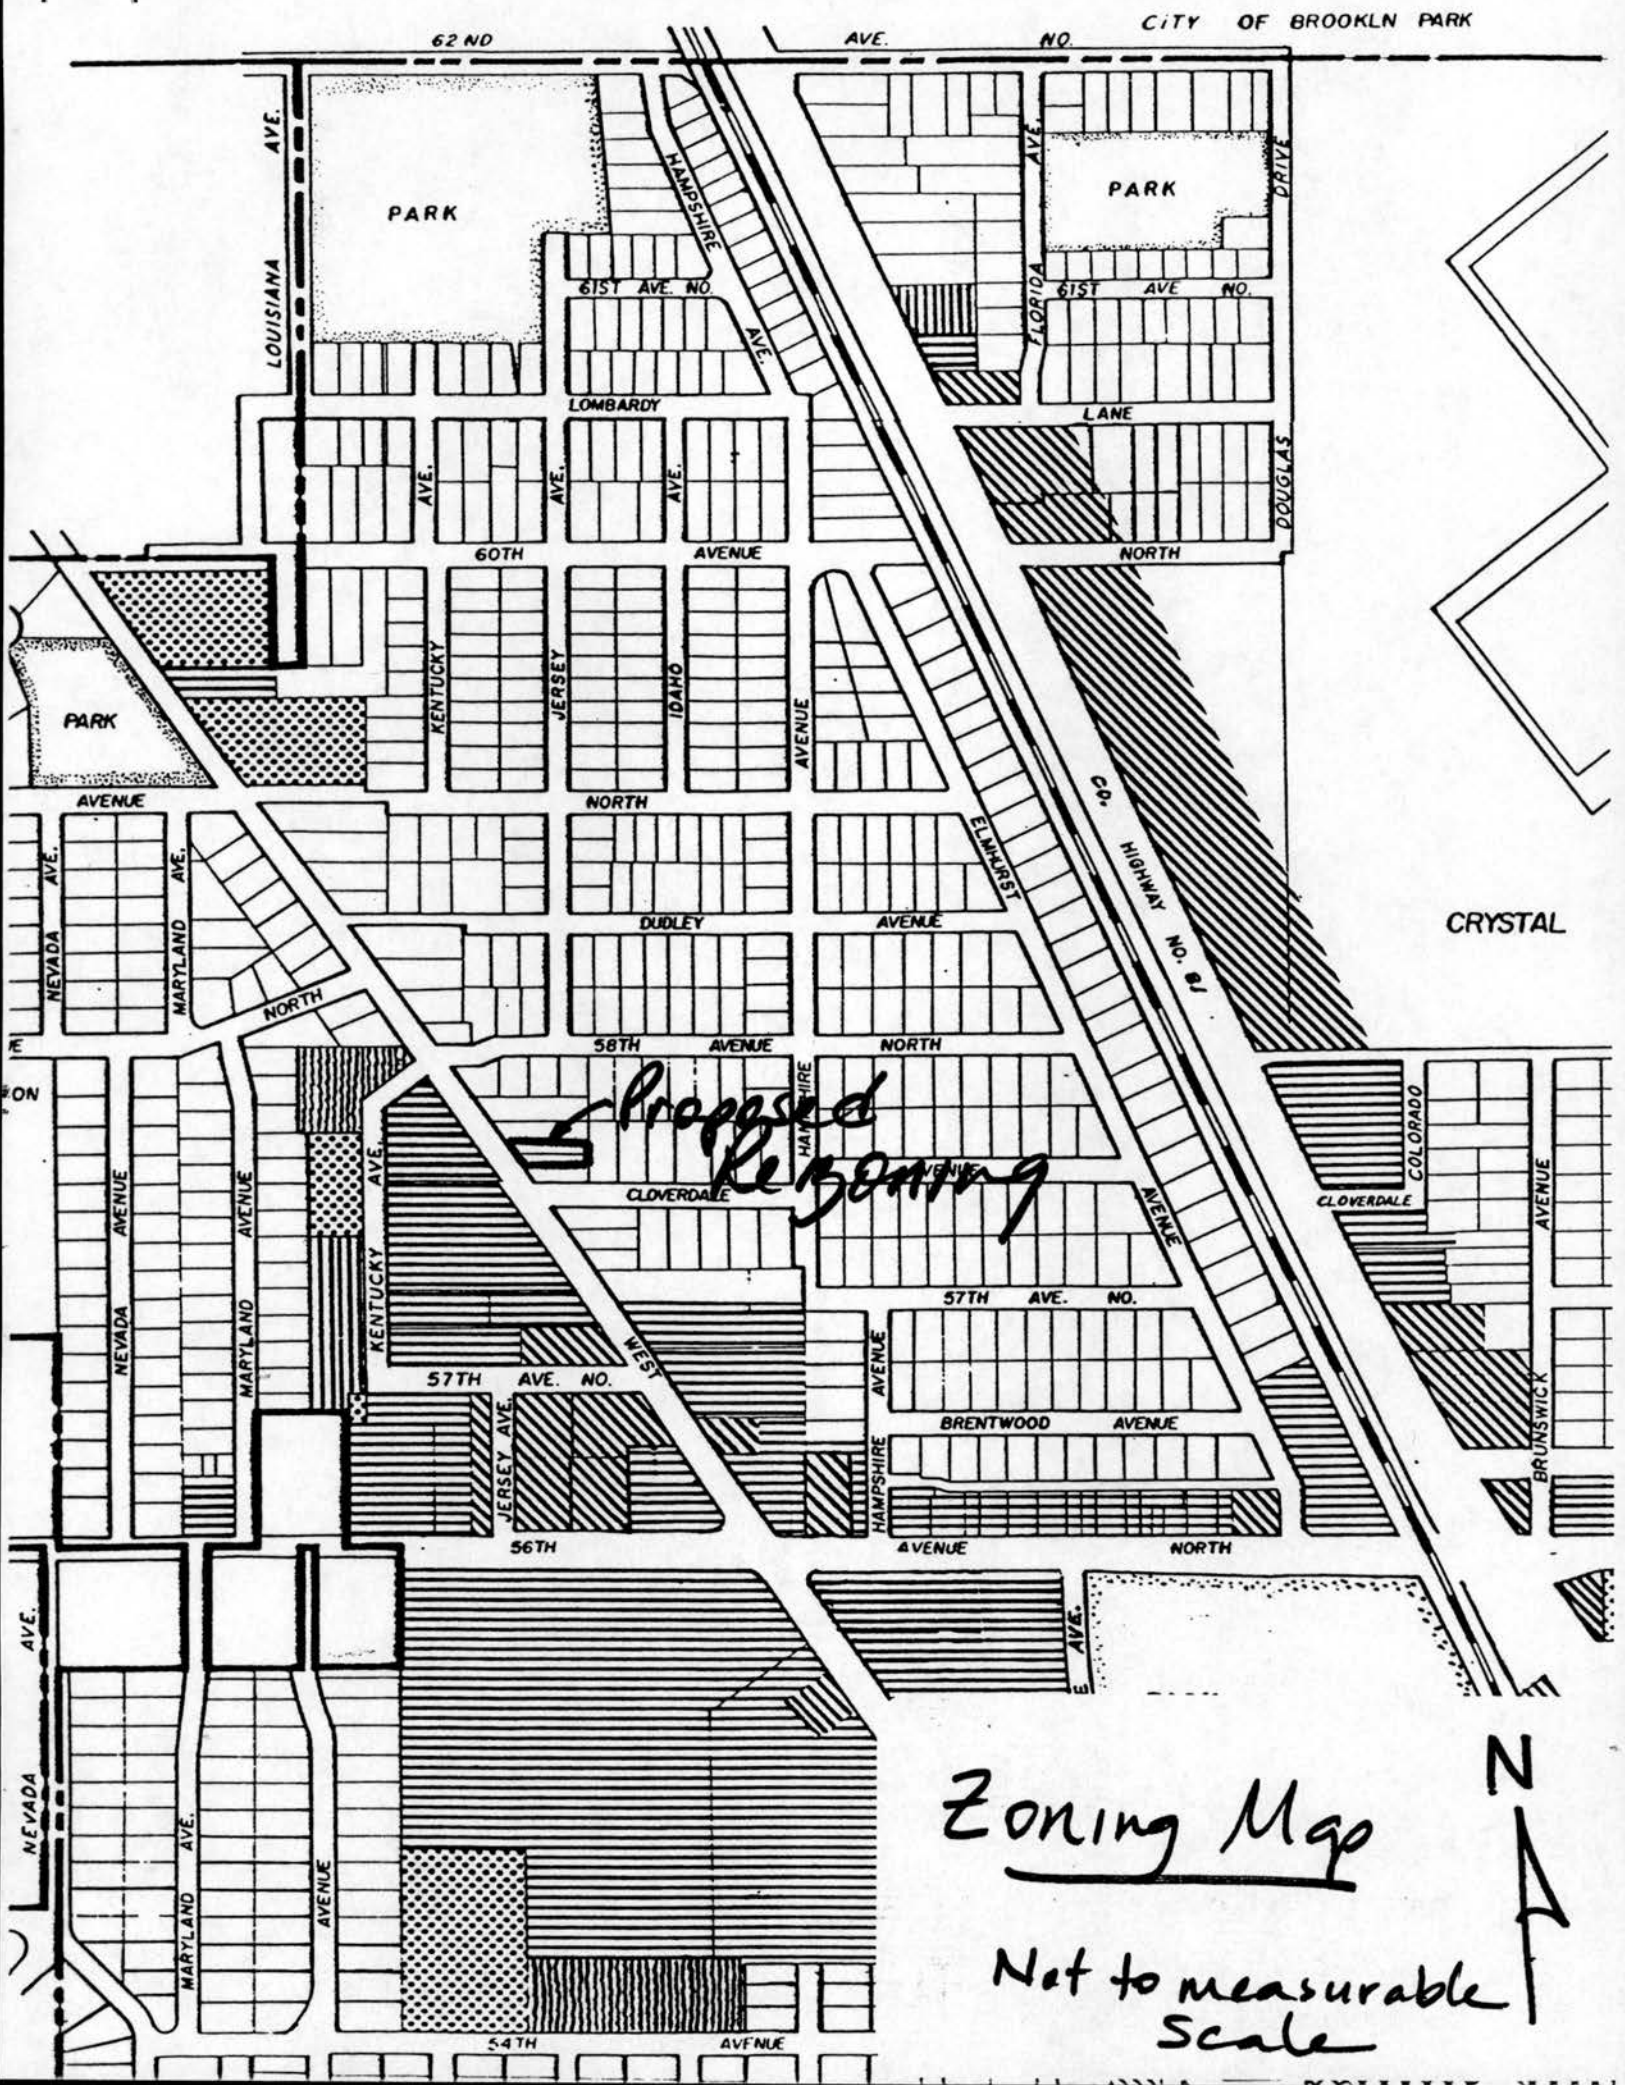 CITY OF BROOKLN PARK
62 ND AVE. NO.
LOUISIANA AVE.
PARK
HAMPSHIRE AVE.
FLORIDA AVE.
PARK
DRIVE
61ST AVE. NO.
61ST AVE NO.
LOMBARDY LANE
AVE.
AVE.
AVE.
DOUGLAS
60TH AVENUE NORTH
PARK
KENTUCKY
JERSEY
IDAHO
AVENUE
AVENUE NORTH
CO. HIGHWAY NO. 81
ELMHURST
NEVADA AVE.
MARYLAND AVE.
DUDLEY AVENUE
CRYSTAL
NORTH
58TH AVENUE NORTH
ON
Proposed
Rezoning
HAMPSHIRE
KENTUCKY AVE.
NEVADA AVENUE
MARYLAND AVENUE
CLOVERDALE AVENUE
AVENUE
COLORADO
CLOVERDALE
AVENUE
57TH AVE. NO.
WEST
AVENUE
57TH AVE. NO.
BRENTWOOD AVENUE
BRUNSWICK
JERSEY AVE.
HAMPSHIRE
56TH AVENUE NORTH
AVE.
NEVADA AVE.
MARYLAND AVE.
AVENUE
N
Zoning Map
Not to measurable
Scale
54TH AVENUE